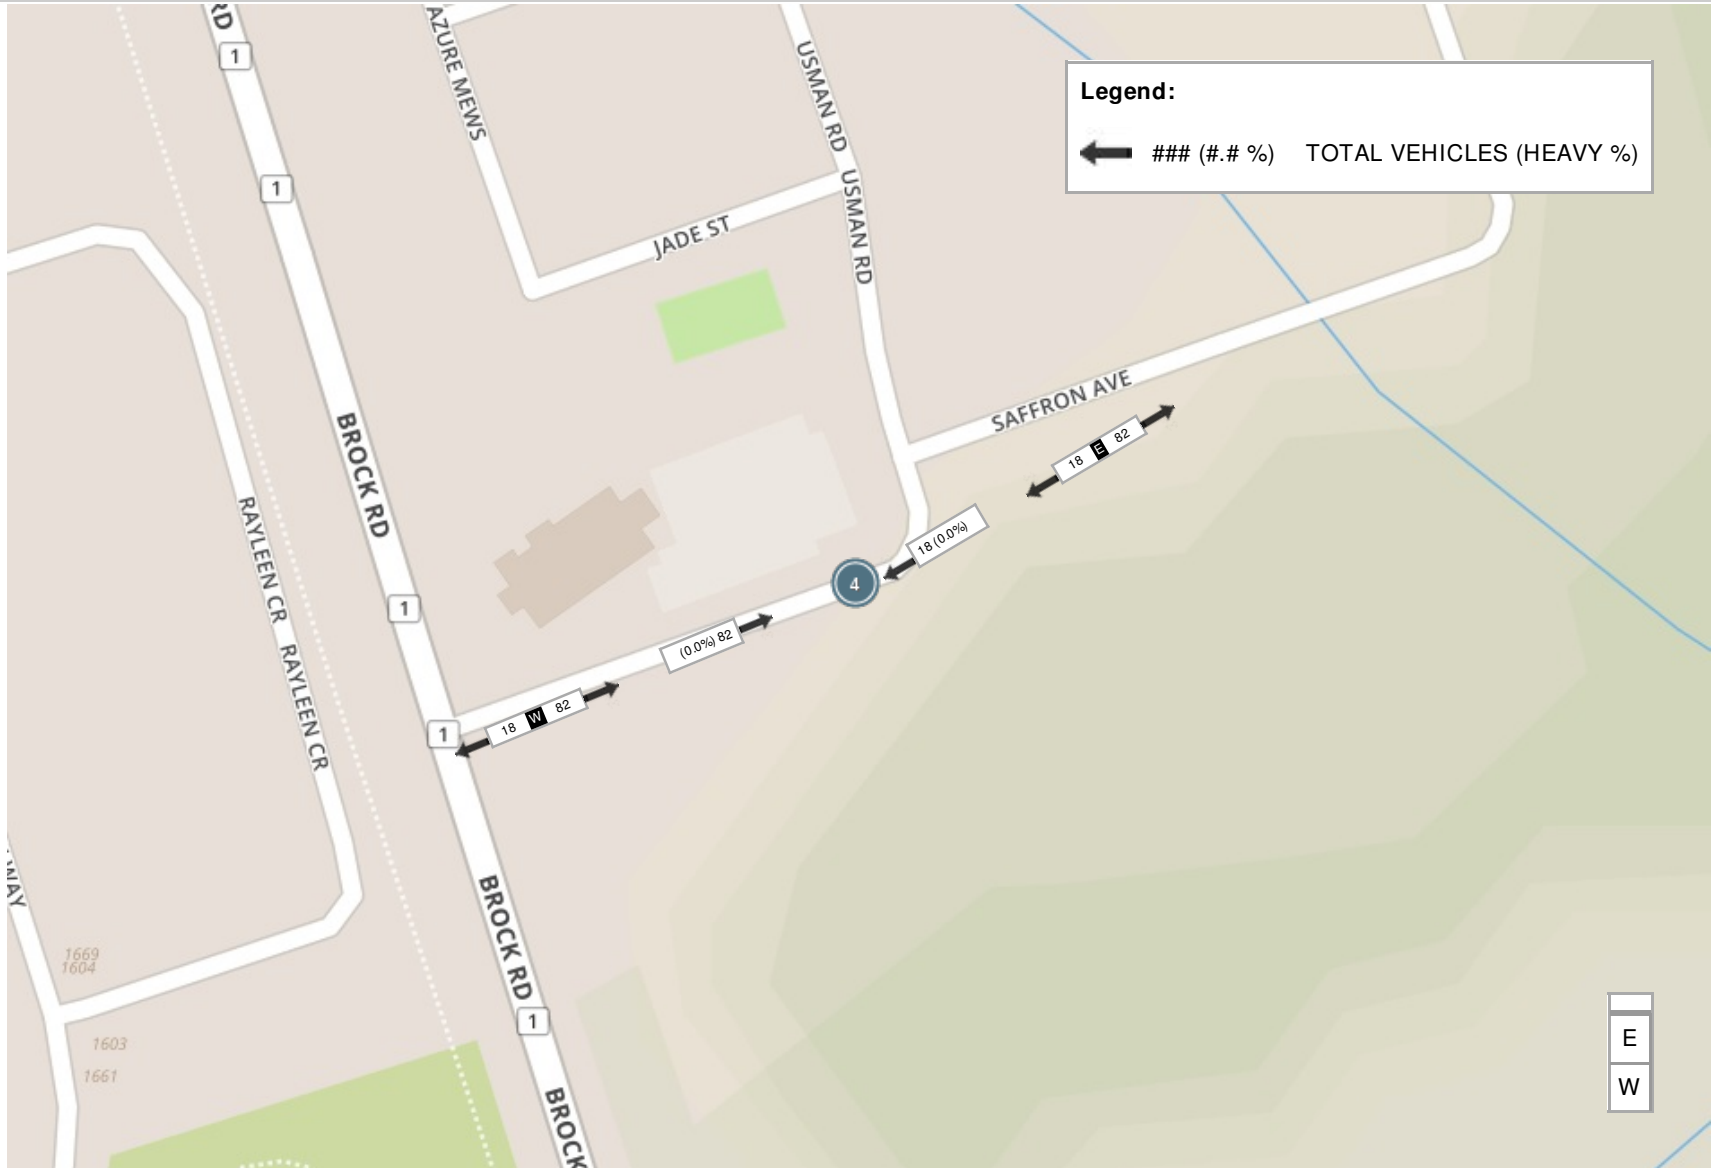 RD
1
AZURE MEWS
USMAN RD
Legend:
### (#.# %) TOTAL VEHICLES (HEAVY %)
1
USMAN RD
JADE ST
SAFFRON AVE
BROCK RD
18 E 82
RAYLEEN CR
18 (0.0%)
4
1
(0.0%) 82
RAYLEEN CR
18 W 82
1
WAY
BROCK RD
1669
1604
1
1603
1661
E
W
BROCK